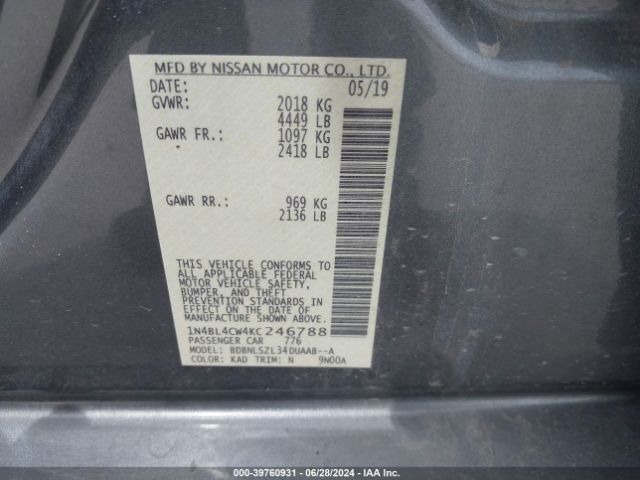 MFD BY NISSAN MOTOR CO., LTD.
DATE: 05/19
GVWR: 2018 KG
4449 LB
GAWR FR.: 1097 KG
2418 LB
GAWR RR.: 969 KG
2136 LB
THIS VEHICLE CONFORMS TO
ALL APPLICABLE FEDERAL
MOTOR VEHICLE SAFETY,
BUMPER, AND THEFT
PREVENTION STANDARDS
IN EFFECT ON THE DATE OF
MANUFACTURE SHOWN ABOVE.
1N4BL4CW4KC246788
PASSENGER CAR 776
MODEL: BDBNLSZL34DUAAB--A
COLOR: KAD TRIM: N 9N00A
000-39760931 / 06/28/2024 - IAA Inc.